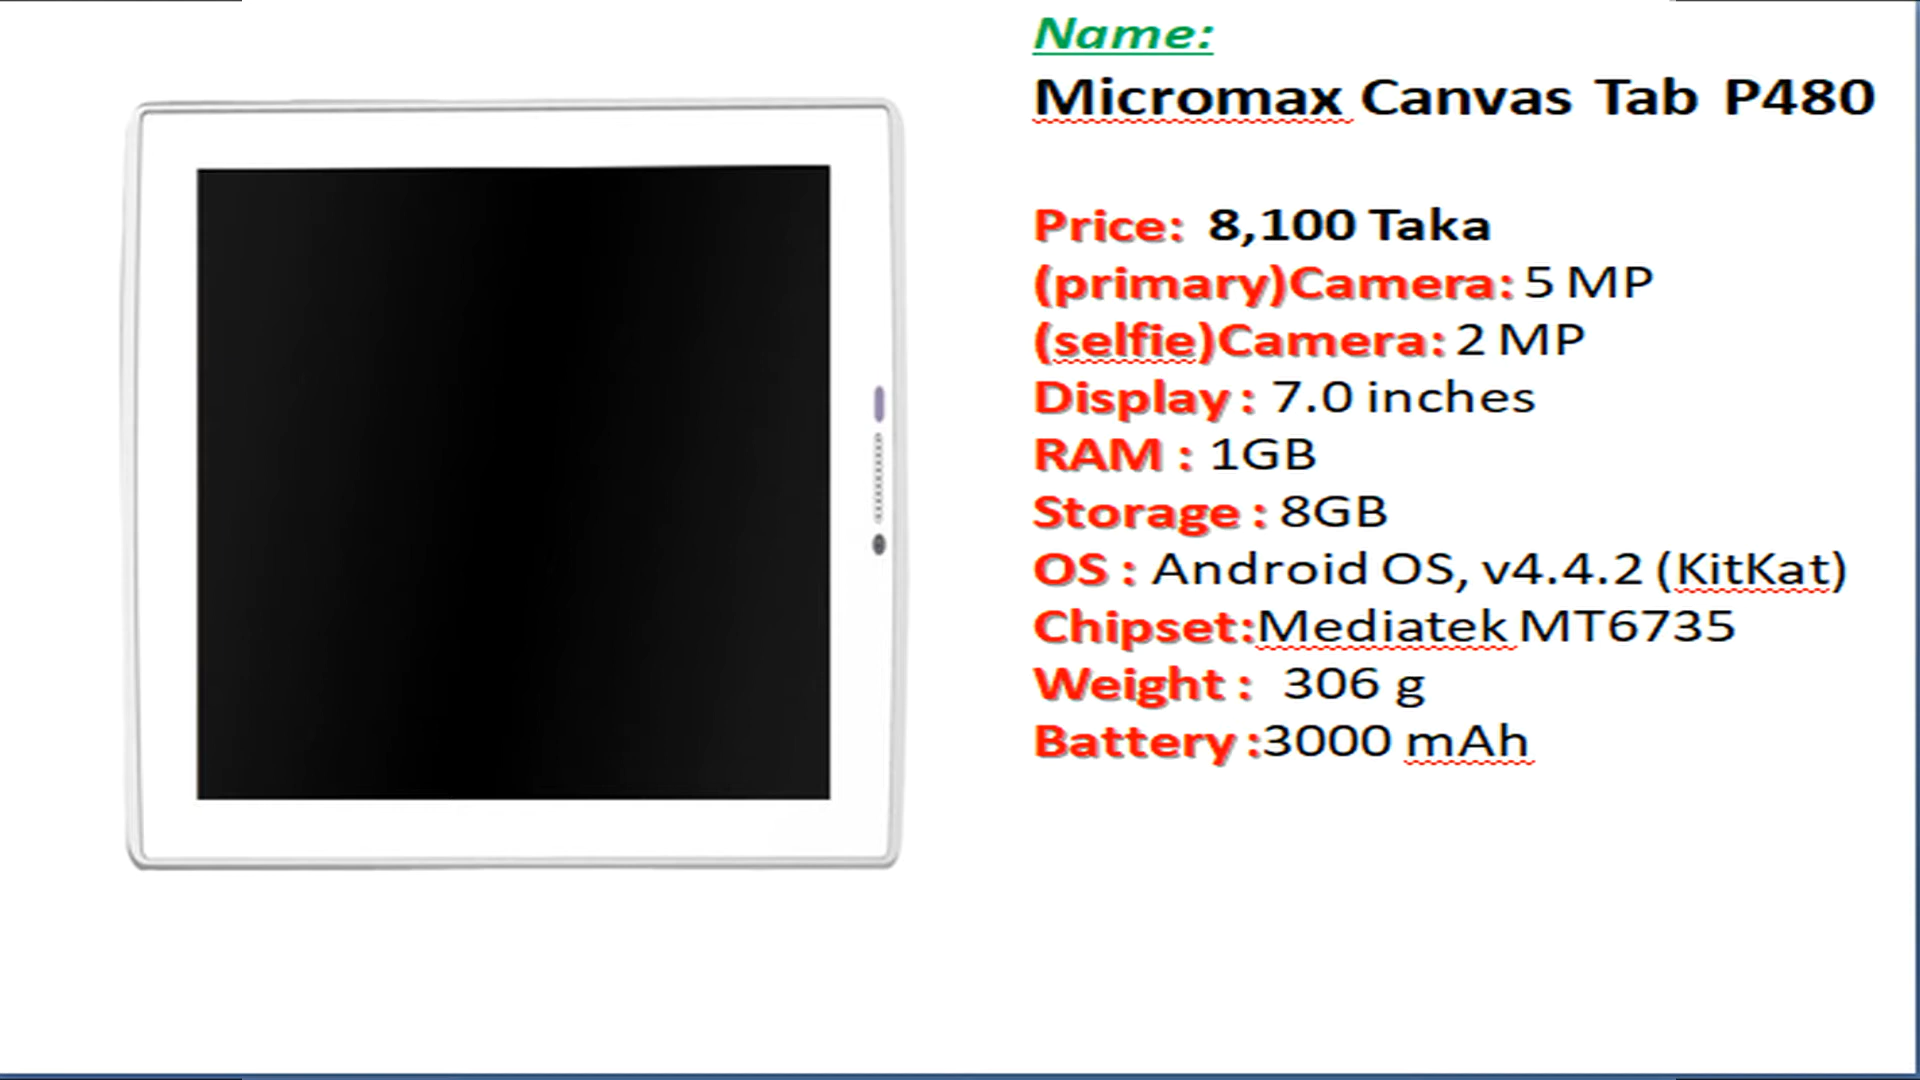 Name:
Micromax Canvas Tab P480
Price: 8,100 Taka
(primary)Camera: 5 MP
(selfie)Camera: 2 MP
Display : 7.0 inches
RAM : 1GB
Storage : 8GB
OS : Android OS, v4.4.2 (KitKat)
Chipset:Mediatek MT6735
Weight : 306 g
Battery :3000 mAh